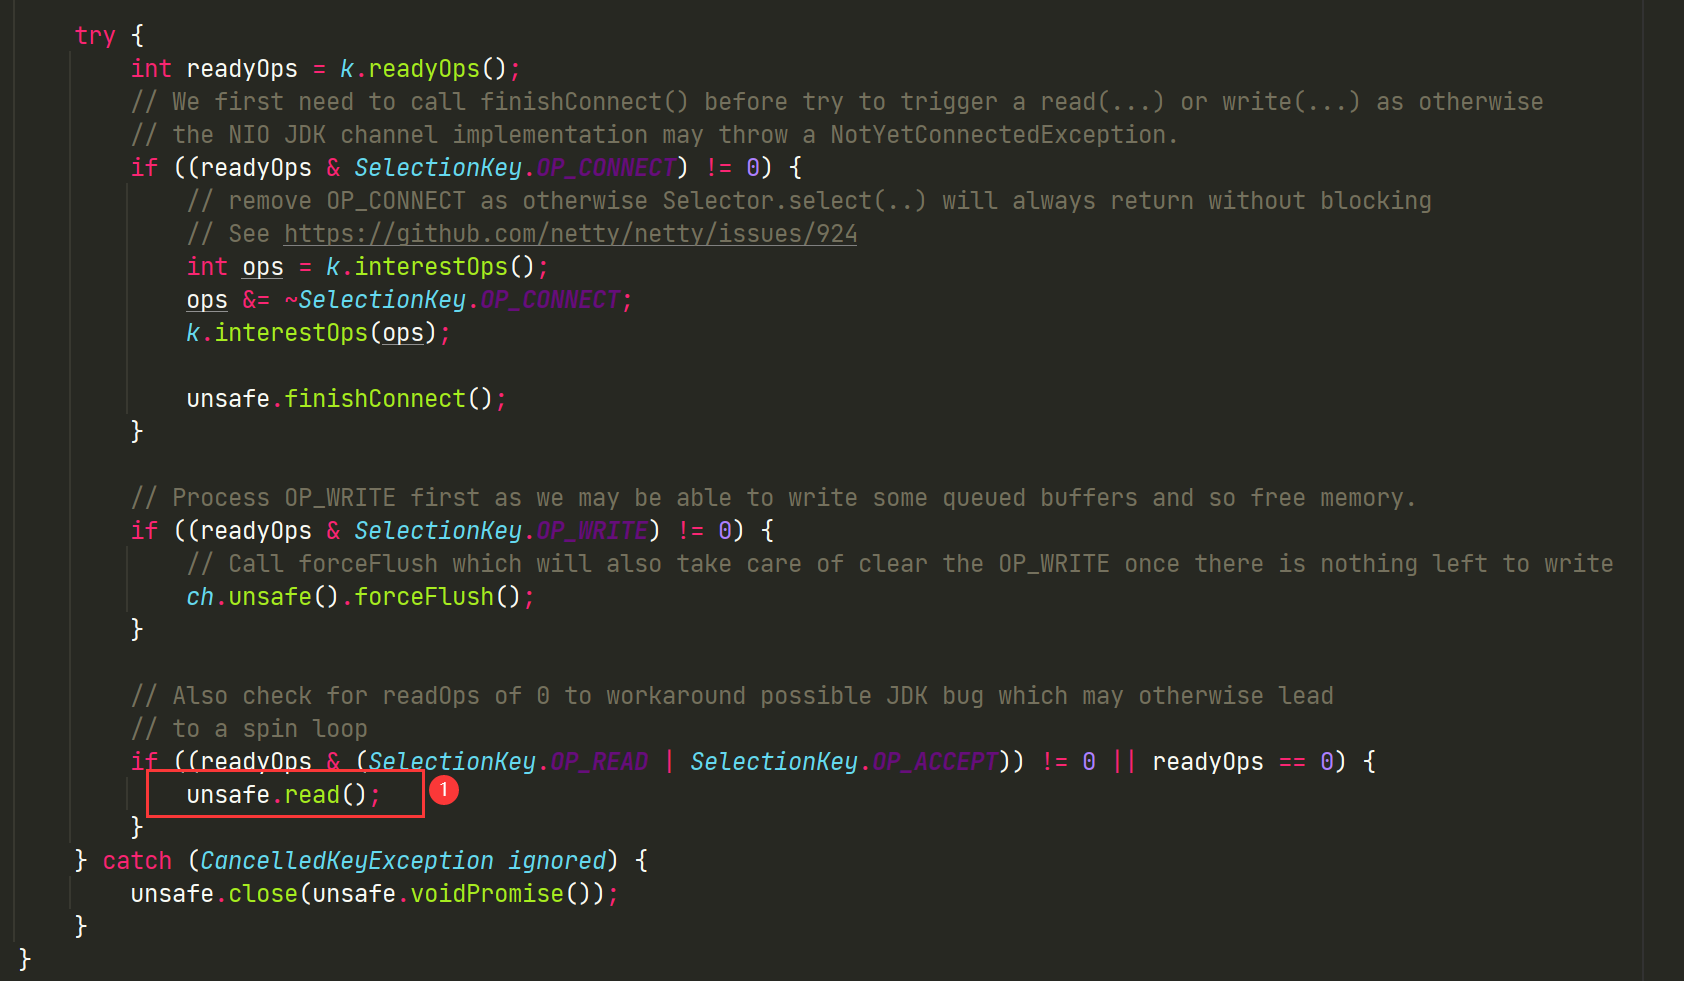 try {
int readyOps = k.readyOps();
// We first need to call finishConnect() before try to trigger a read(...) or write(...) as otherwise
// the NIO JDK channel implementation may throw a NotYetConnectedException.
if ((readyOps & SelectionKey.OP_CONNECT) != 0) {
// remove OP_CONNECT as otherwise Selector.select(..) will always return without blocking
// See https://github.com/netty/netty/issues/924
int ops = k.interestOps();
ops &= ~SelectionKey.OP_CONNECT;
k.interestOps(ops);
unsafe.finishConnect();
}
// Process OP_WRITE first as we may be able to write some queued buffers and so free memory.
if ((readyOps & SelectionKey.OP_WRITE) != 0) {
// Call forceFlush which will also take care of clear the OP_WRITE once there is nothing left to write
ch.unsafe().forceFlush();
}
// Also check for readOps of 0 to workaround possible JDK bug which may otherwise lead
// to a spin loop
if ((readyOps & (SelectionKey.OP_READ | SelectionKey.OP_ACCEPT)) != 0 || readyOps == 0) {
unsafe.read(); 1
}
} catch (CancelledKeyException ignored) {
unsafe.close(unsafe.voidPromise());
}
}